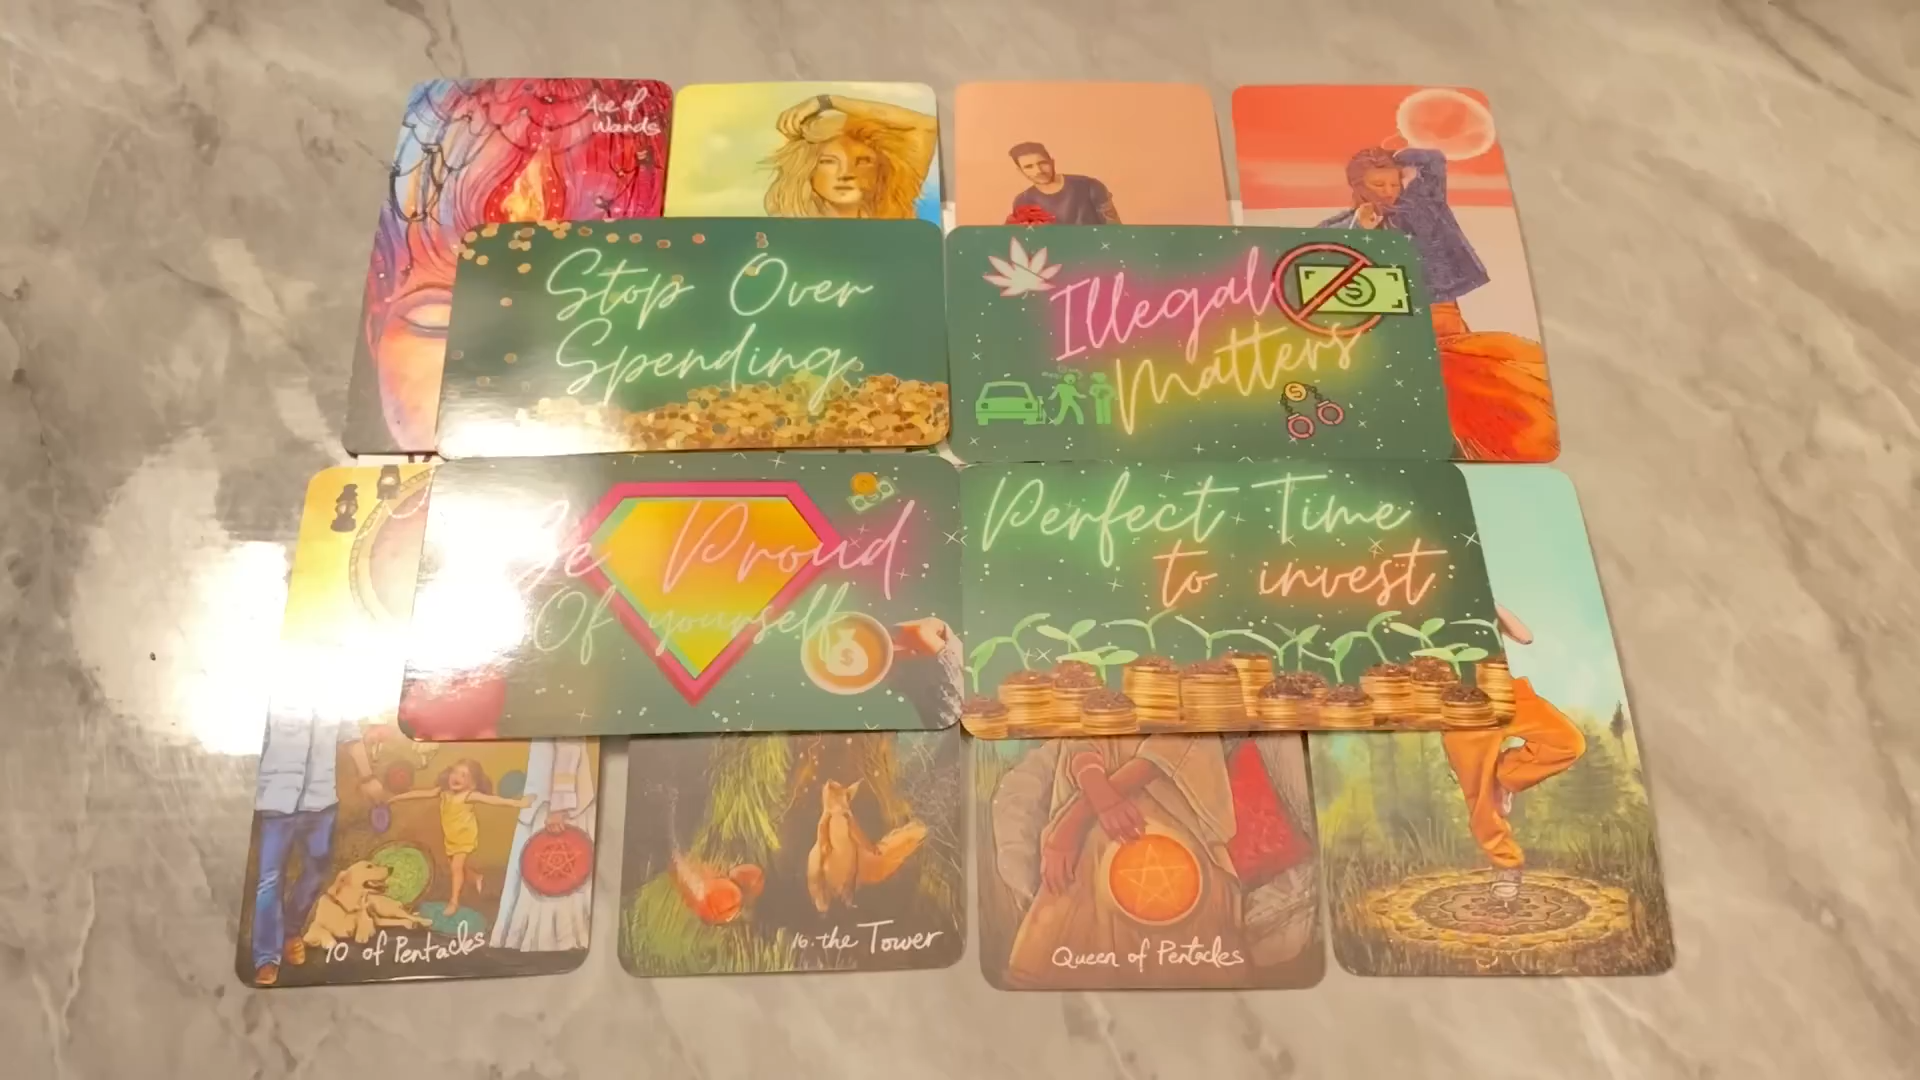 Ace of
Wands
Stop Over
Spending
Illegal
Matters
Be Proud
Of yourself
Perfect Time
to invest
10 of Pentacles
16. the Tower
Queen of Pentacles